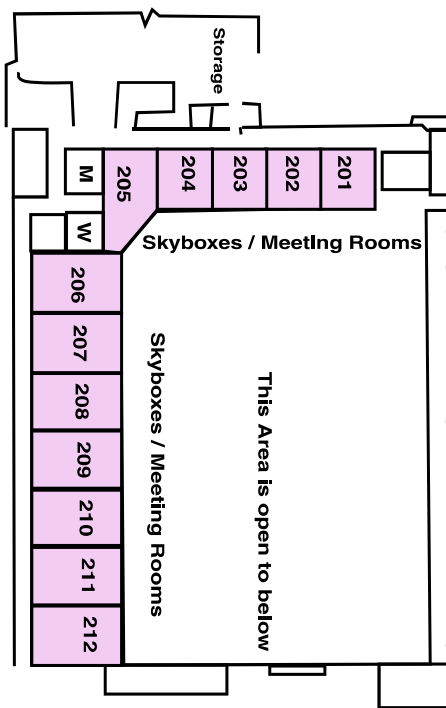 Storage
M
205
204
203
202
201
W
Skyboxes / Meeting Rooms
206
207
208
209
210
211
212
Skyboxes / Meeting Rooms
This Area is open to below